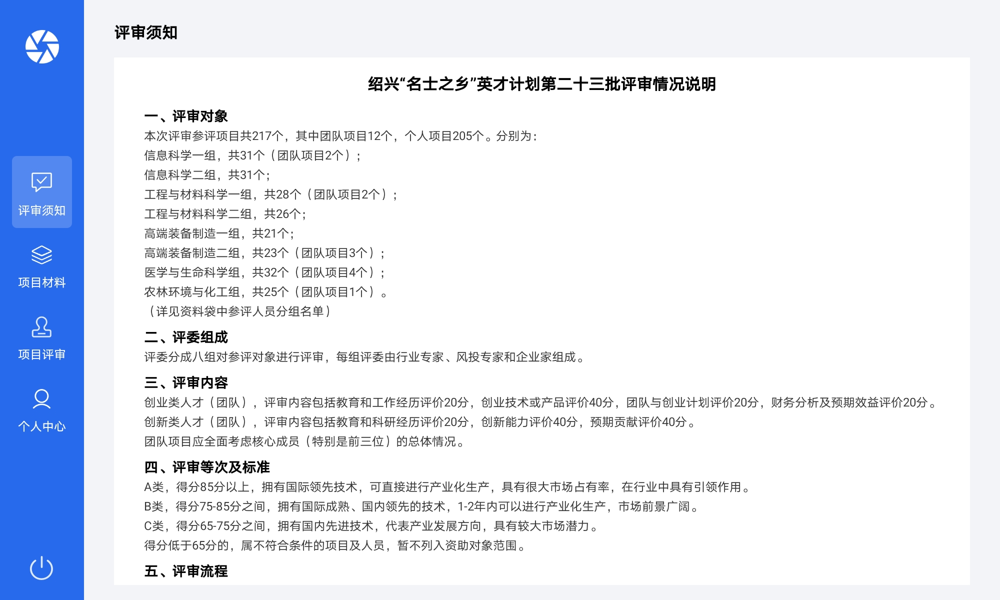 评审须知
绍兴“名士之乡”英才计划第二十三批评审情况说明
一、评审对象
本次评审参评项目共217个，其中团队项目12个，个人项目205个。分别为：
信息科学一组，共31个（团队项目2个）；
信息科学二组，共31个；
工程与材料科学一组，共28个（团队项目2个）；
工程与材料科学二组，共26个；
高端装备制造一组，共21个；
高端装备制造二组，共23个（团队项目3个）；
医学与生命科学组，共32个（团队项目4个）；
农林环境与化工组，共25个（团队项目1个）。
（详见资料袋中参评人员分组名单）
二、评委组成
评委分成八组对参评对象进行评审，每组评委由行业专家、风投专家和企业家组成。
三、评审内容
创业类人才（团队），评审内容包括教育和工作经历评价20分，创业技术或产品评价40分，团队与创业计划评价20分，财务分析及预期效益评价20分。
创新类人才（团队），评审内容包括教育和科研经历评价20分，创新能力评价40分，预期贡献评价40分。
团队项目应全面考虑核心成员（特别是前三位）的总体情况。
四、评审等次及标准
A类，得分85分以上，拥有国际领先技术，可直接进行产业化生产，具有很大市场占有率，在行业中具有引领作用。
B类，得分75-85分之间，拥有国际成熟、国内领先的技术，1-2年内可以进行产业化生产，市场前景广阔。
C类，得分65-75分之间，拥有国内先进技术，代表产业发展方向，具有较大市场潜力。
得分低于65分的，属不符合条件的项目及人员，暂不列入资助对象范围。
五、评审流程
评审须知
项目材料
项目评审
个人中心